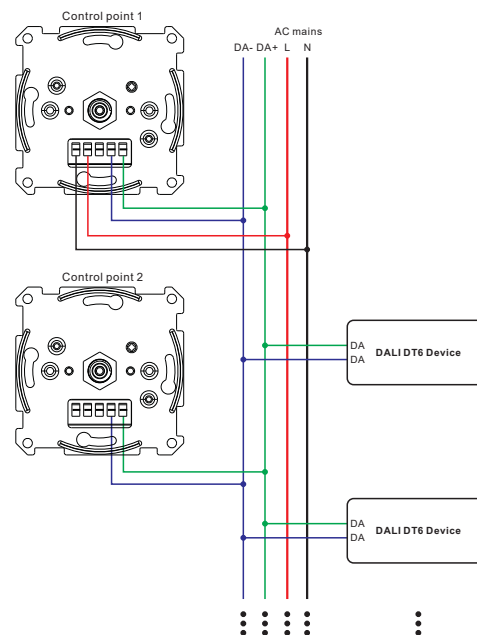 Control point 1
AC mains
DA- DA+ L N
Control point 2
DA
DA
DALI DT6 Device
DA
DA
DALI DT6 Device